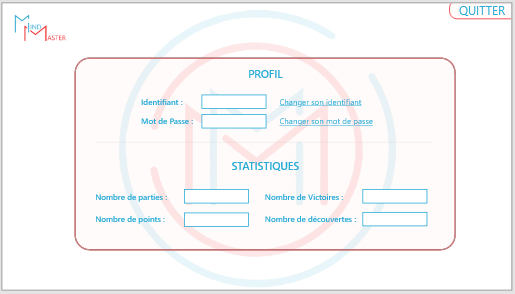 QUITTER
MIND
MASTER
PROFIL
Identifiant :
Changer son identifiant
Mot de Passe :
Changer son mot de passe
STATISTIQUES
Nombre de parties :
Nombre de Victoires :
Nombre de points :
Nombre de découvertes :